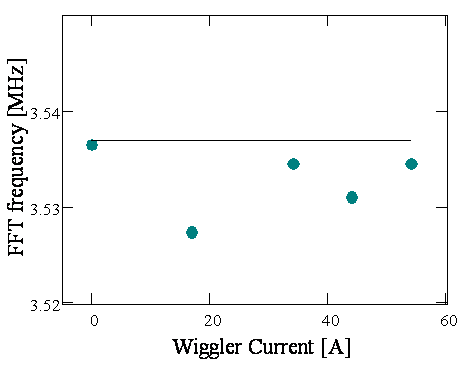 FFT frequency [MHz]
3.54
3.53
3.52
0 20 40 60
Wiggler Current [A]